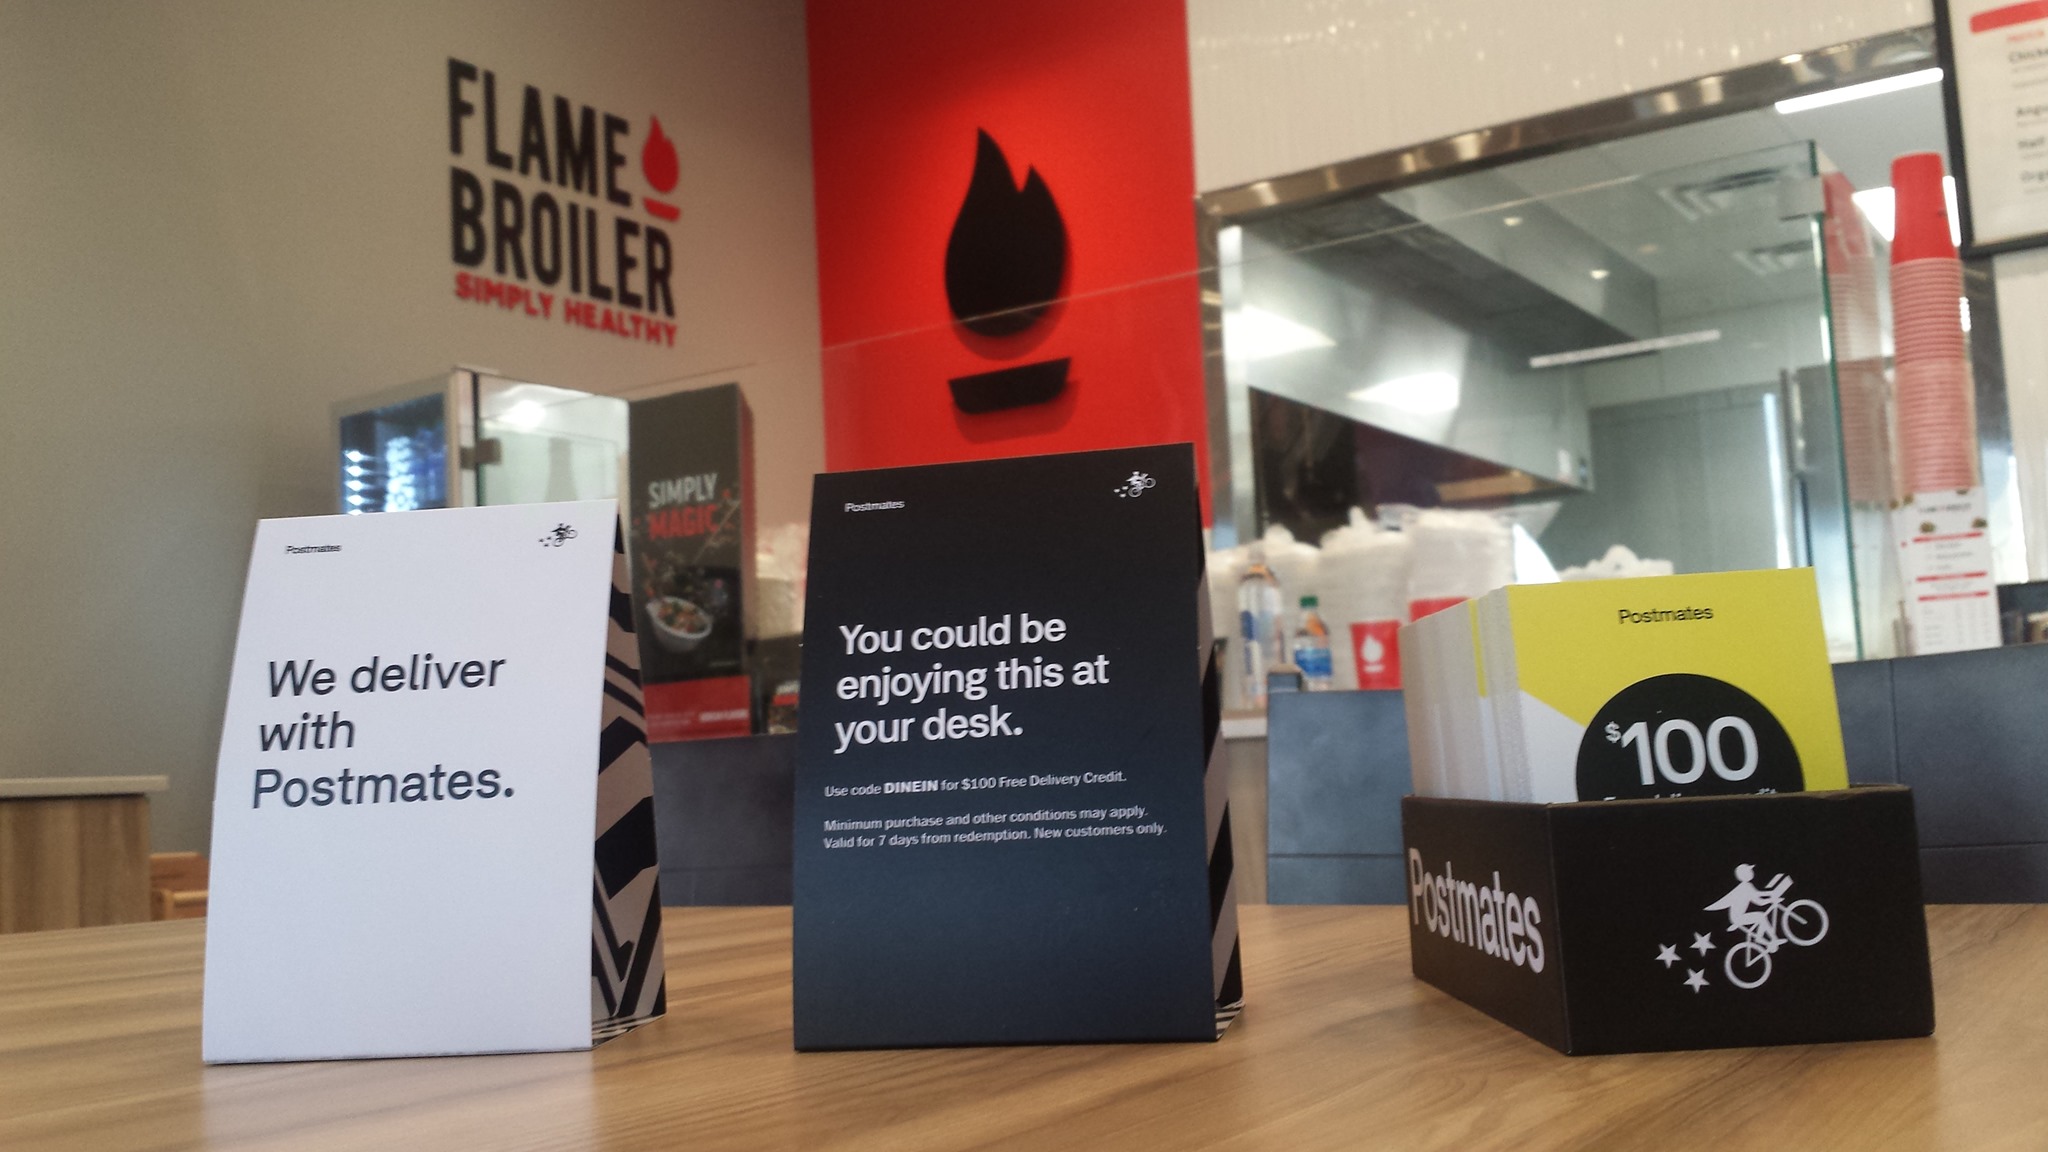 FLAME
BROILER
SIMPLY HEALTHY
SIMPLY
MAGIC
Postmates
We deliver
with
Postmates.
Postmates
You could be
enjoying this at
your desk.
Use code DINEIN for $100 Free Delivery Credit.
Minimum purchase and other conditions may apply.
Valid for 7 days from redemption. New customers only.
Postmates
$100
Postmates